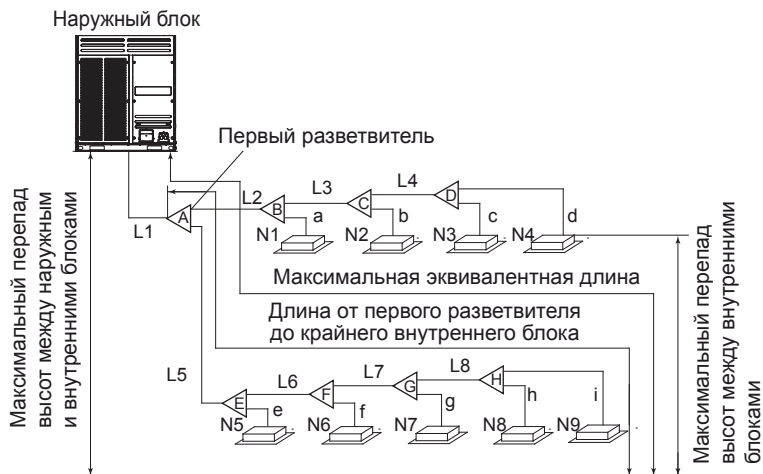 Наружный блок
Первый разветвитель
L1
A
L2
B
L3
C
L4
D
a
b
c
d
N1
N2
N3
N4
Максимальная эквивалентная длина
Длина от первого разветвителя
до крайнего внутреннего блока
L5
E
L6
F
L7
G
L8
H
e
f
g
h
i
N5
N6
N7
N8
N9
Максимальный перепад
высот между наружным
и внутренними блоками
Максимальный перепад
высот между внутренними
блоками